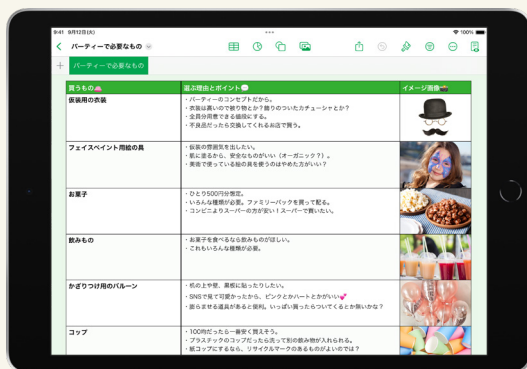 9:41 9月12日(火)
100%
パーティーで必要なもの
パーティーで必要なもの
買うもの👛
選ぶ理由とポイント💬
イメージ画像📸
仮装用の衣装
・パーティーのコンセプトだから。
・衣装は高いので被り物とか？飾りのついたカチューシャとか？
・全員分用意できる値段にする。
・不良品だったら交換してくれるお店で買う。
フェイスペイント用絵の具
・仮装の雰囲気を出したい。
・肌に塗るから、安全なものがいい（オーガニック？）。
・美術で使っている絵の具を使うのはやめた方がいい？
お菓子
・ひとり500円分想定。
・いろんな種類が必要。ファミリーパックを買って配る。
・コンビニよりスーパーの方が安い！スーパーで買いたい。
飲みもの
・お菓子を食べるなら飲みものがほしい。
・これもいろんな種類が必要。
かざりつけ用のバルーン
・机の上や壁、黒板に貼ったりしたい。
・SNSで見て可愛かったから、ピンクとかハートとかがいい💕
・膨らませる道具があると便利。いっぱい買ったらついてくるとか無いかな？
コップ
・100均だったら一番安く買えそう。
・プラスチックのコップだったら洗って別の飲み物が入れられる。
・紙コップにするなら、リサイクルマークのあるものがよいのでは？